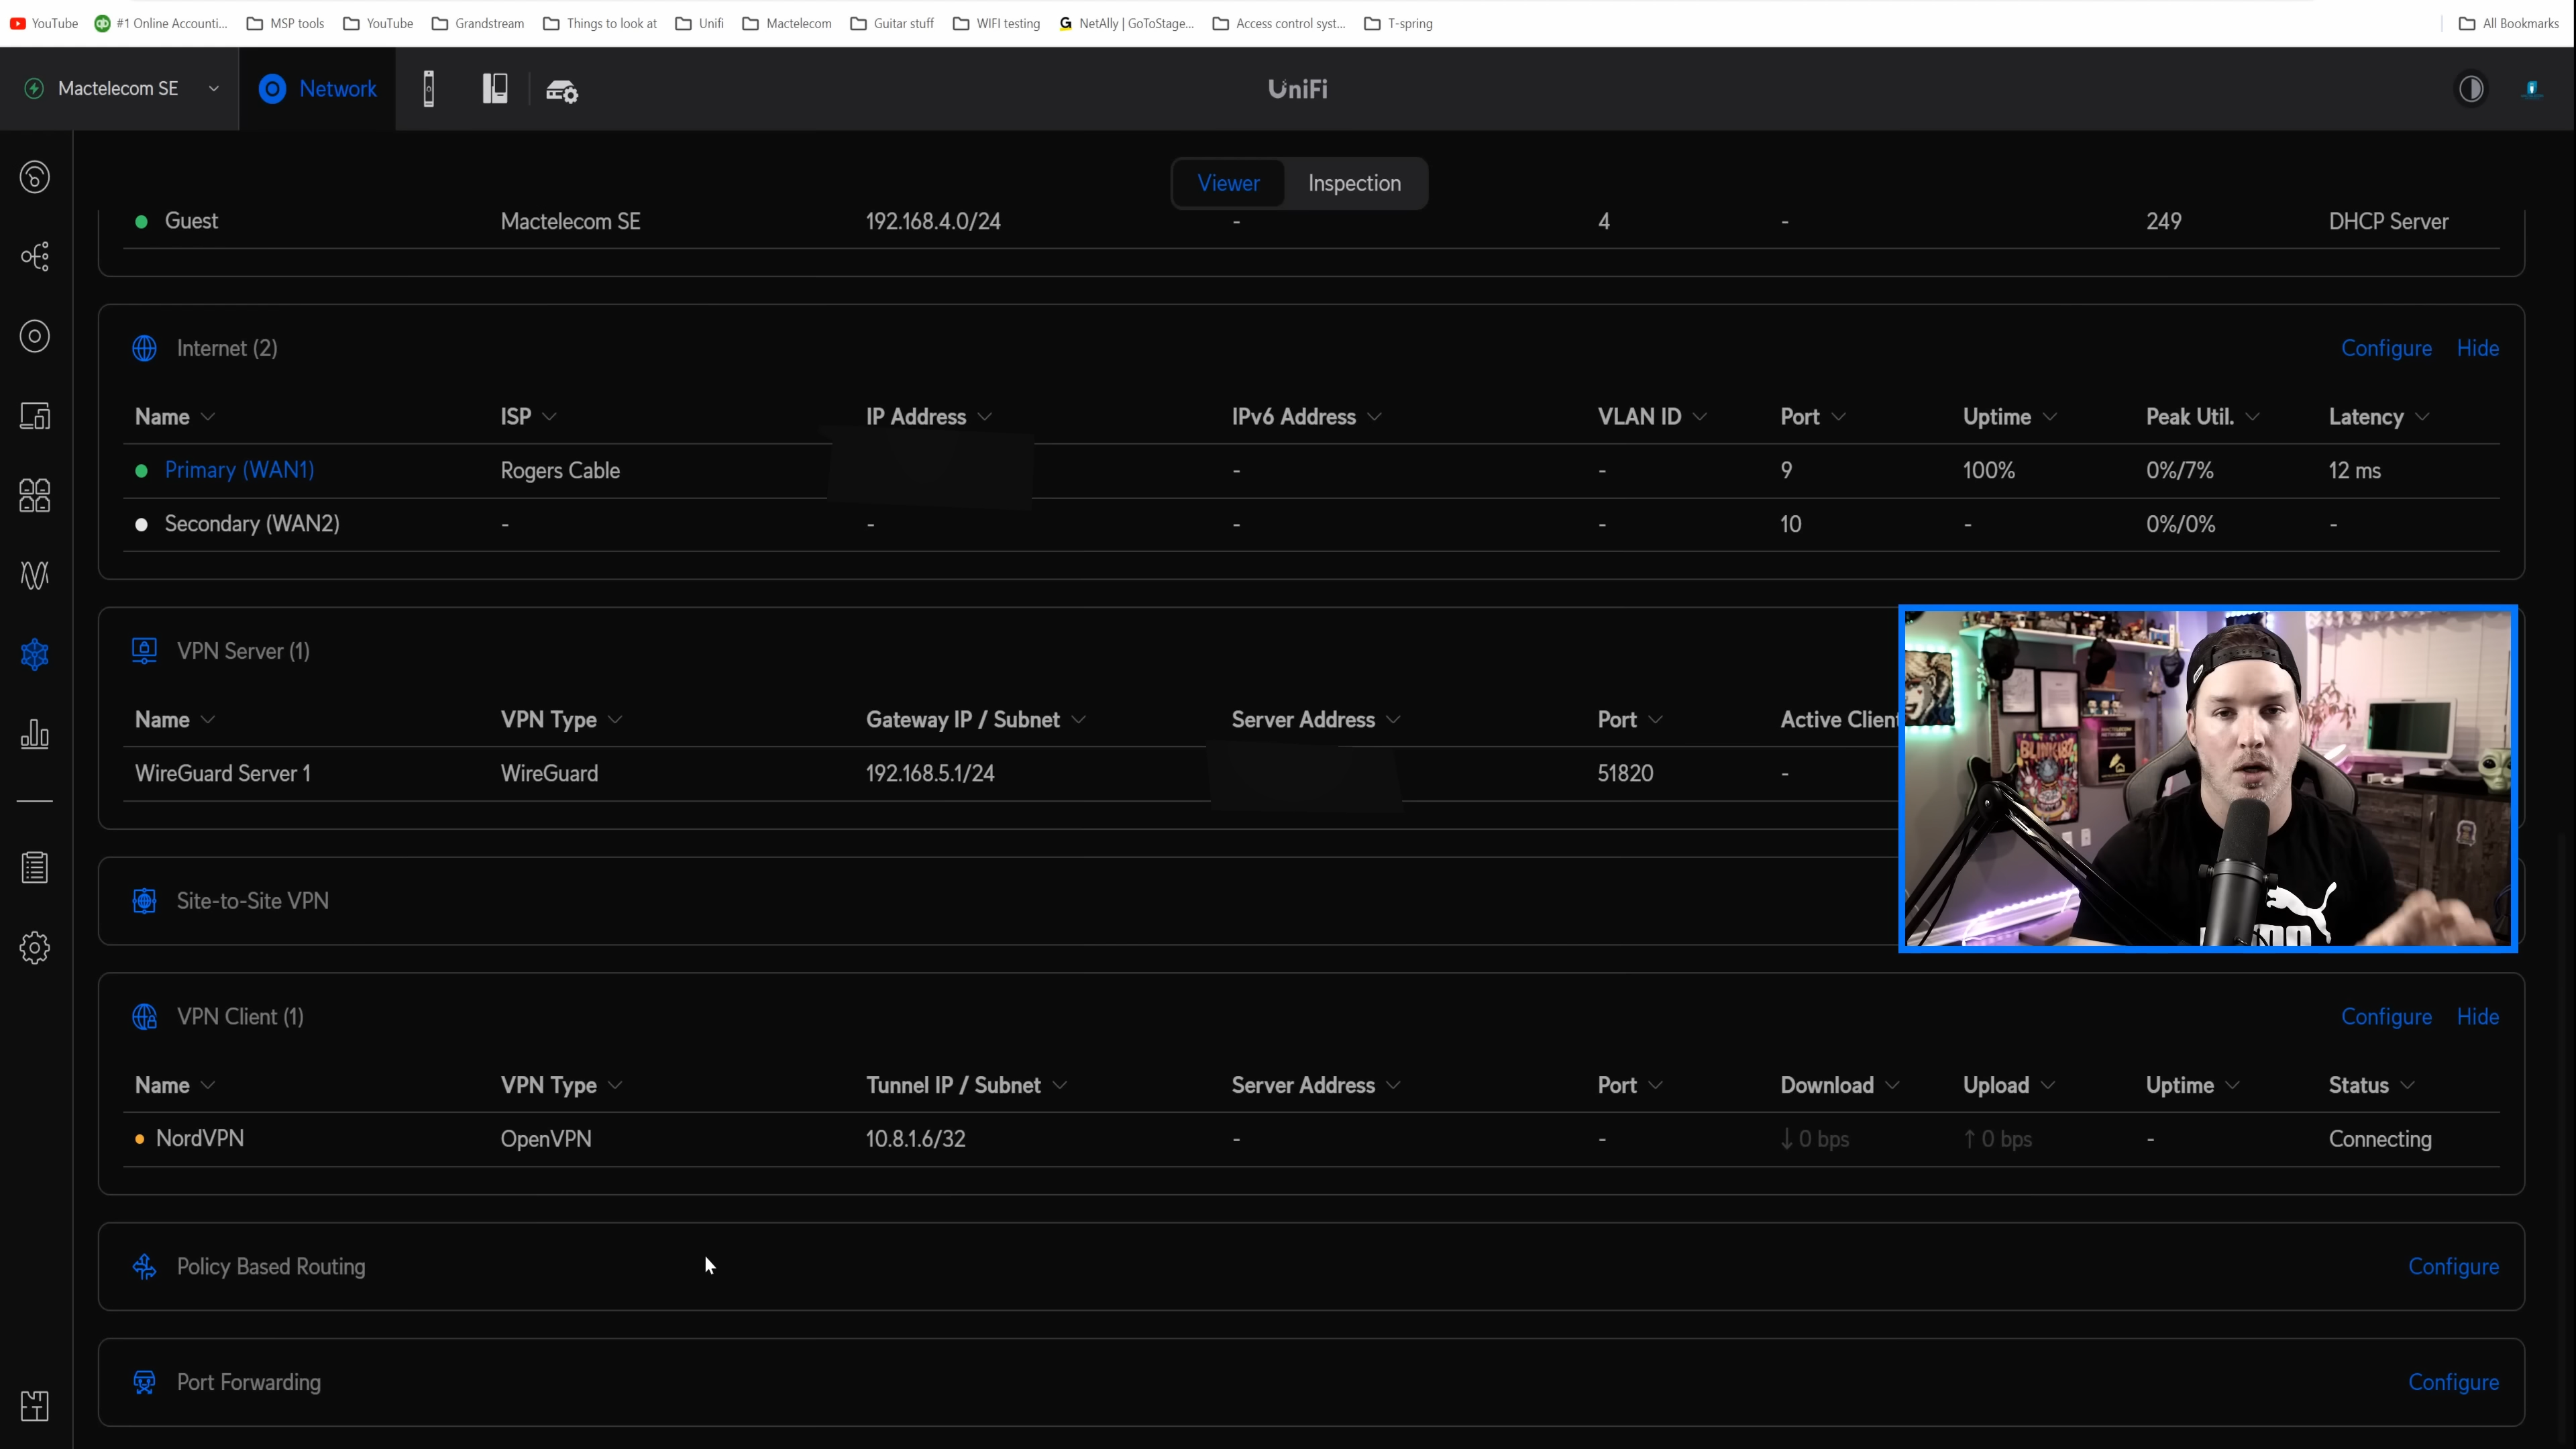 YouTube #1 Online Accounti... MSP tools YouTube Grandstream Things to look at Unifi Mactelecom Guitar stuff WIFI testing NetAlly | GoToStage... Access control syst... T-spring All Bookmarks
Mactelecom SE Network UniFi
Viewer Inspection
Guest Mactelecom SE 192.168.4.0/24 - 4 - 249 DHCP Server
Internet (2) Configure Hide
Name ISP IP Address IPv6 Address VLAN ID Port Uptime Peak Util. Latency
Primary (WAN1) Rogers Cable - - 9 100% 0%/7% 12 ms
Secondary (WAN2) - - - - 10 - 0%/0% -
VPN Server (1)
Name VPN Type Gateway IP / Subnet Server Address Port Active Client
WireGuard Server 1 WireGuard 192.168.5.1/24 51820 -
Site-to-Site VPN
VPN Client (1) Configure Hide
Name VPN Type Tunnel IP / Subnet Server Address Port Download Upload Uptime Status
NordVPN OpenVPN 10.8.1.6/32 - - ↓ 0 bps ↑ 0 bps - Connecting
Policy Based Routing Configure
Port Forwarding Configure